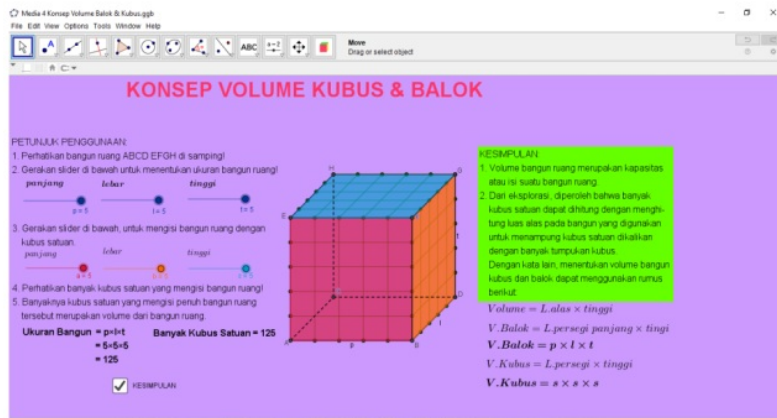 Media 4 Konsep Volume Balok & Kubus.ggb
File Edit View Options Tools Window Help
ABC
a=2
Move
Drag or select object
KONSEP VOLUME KUBUS & BALOK
PETUNJUK PENGGUNAAN:
1. Perhatikan bangun ruang ABCD.EFGH di samping!
2. Gerakan slider di bawah untuk menentukan ukuran bangun ruang!
panjang lebar tinggi
p = 5 l = 5 t = 5
3. Gerakan slider di bawah, untuk mengisi bangun ruang dengan
kubus satuan.
panjang lebar tinggi
4. Perhatikan banyak kubus satuan yang mengisi bangun ruang!
5. Banyaknya kubus satuan yang mengisi penuh bangun ruang
tersebut merupakan volume dari bangun ruang.
Ukuran Bangun = p×l×t
= 5×5×5
= 125
Banyak Kubus Satuan = 125
KESIMPULAN
H
G
E
t
D
l
A
p
B
KESIMPULAN:
1. Volume bangun ruang merupakan kapasitas
atau isi suatu bangun ruang.
2. Dari eksplorasi, diperoleh bahwa banyak
kubus satuan dapat dihitung dengan menghi-
tung luas alas pada bangun yang digunakan
untuk menampung kubus satuan dikalikan
dengan banyak tumpukan kubus.
Dengan kata lain, menentukan volume bangun
kubus dan balok dapat menggunakan rumus
berikut:
Volume = L.alas × tinggi
V.Balok = L.persegi panjang × tingi
V.Balok = p × l × t
V.Kubus = L.persegi × tinggi
V.Kubus = s × s × s